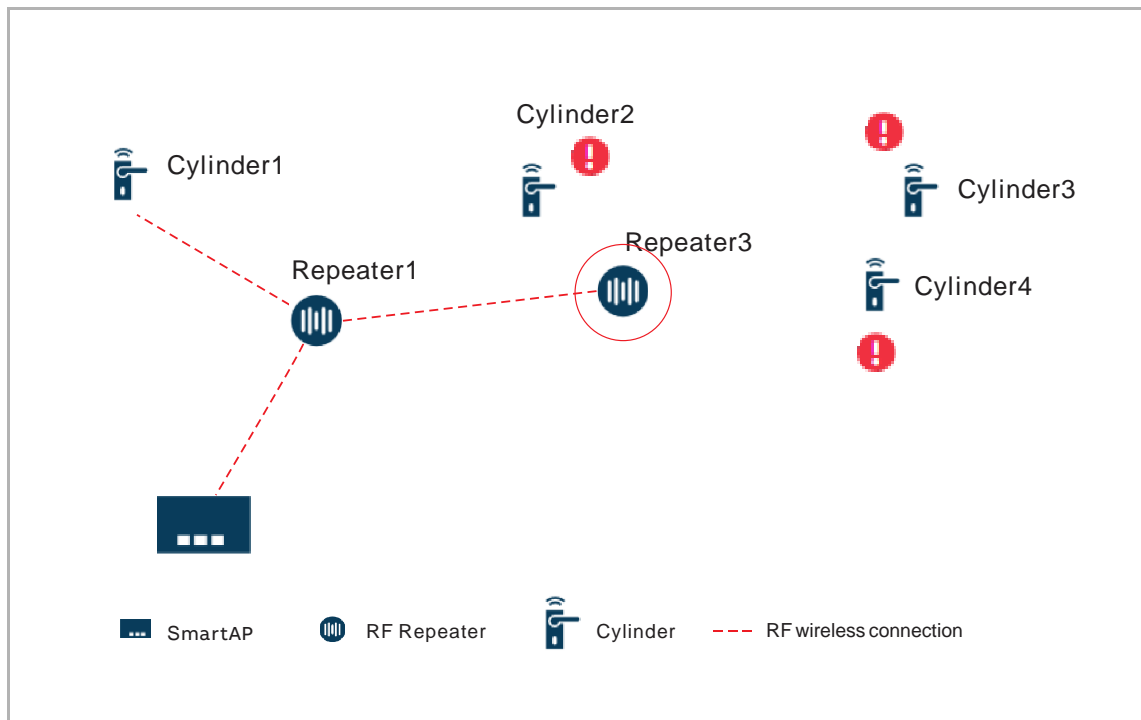 Cylinder2
Cylinder1
Cylinder3
Repeater3
Repeater1
Cylinder4
SmartAP
RF Repeater
Cylinder
RF wireless connection